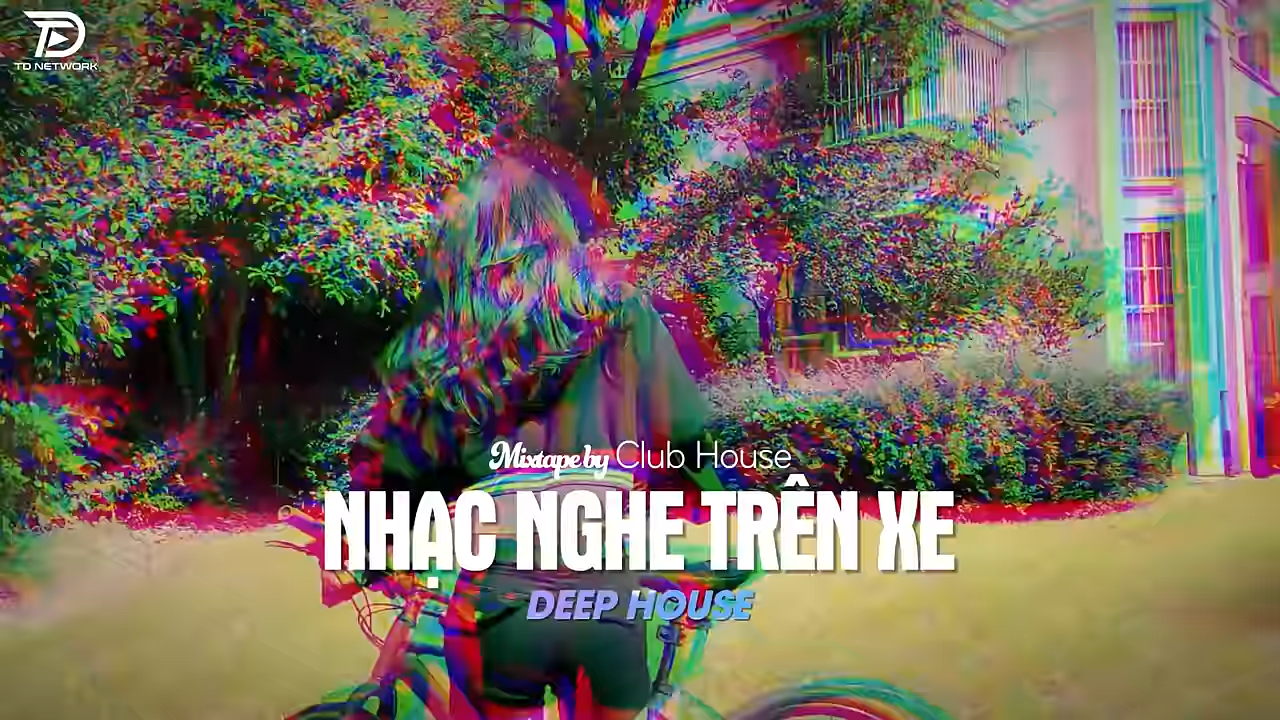 TD NETWORK
Mixtape by Club House
NHẠC NGHE TRÊN XE
DEEP HOUSE